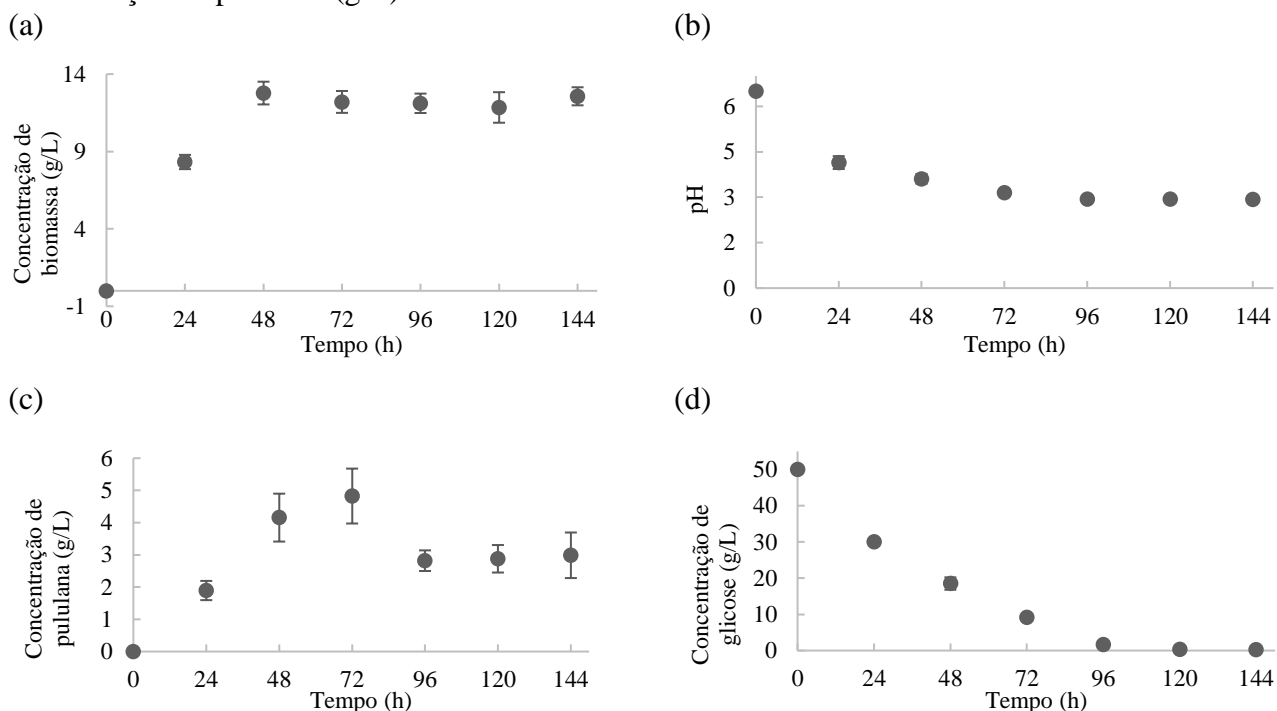 (a)
14
9
4
-1
0 24 48 72 96 120 144
Concentração de
biomassa (g/L)
Tempo (h)
(b)
6
5
3
2
0
0 24 48 72 96 120 144
pH
Tempo (h)
(c)
6
5
4
3
2
1
0
0 24 48 72 96 120 144
Concentração de
pululana (g/L)
Tempo (h)
(d)
50
40
30
20
10
0
0 24 48 72 96 120 144
Concentração de
glicose (g/L)
Tempo (h)